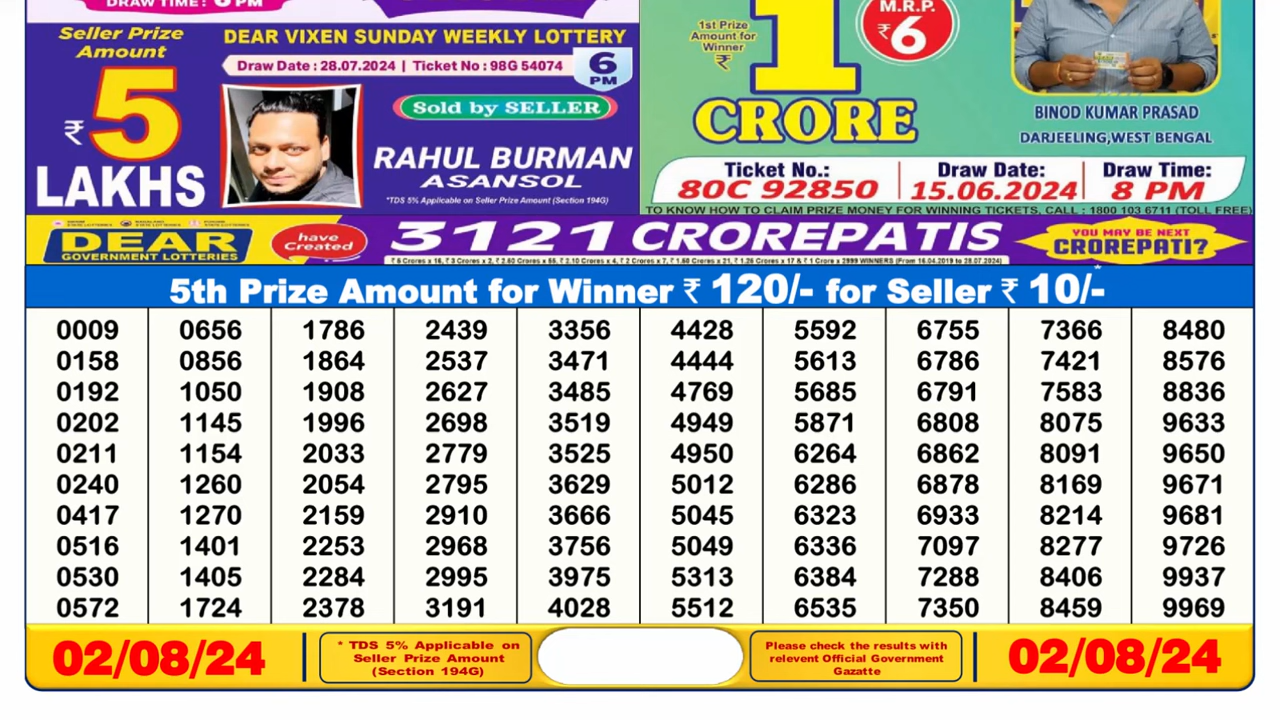 DRAW TIME: 6 PM
Seller Prize
Amount
₹5
LAKHS
DEAR VIXEN SUNDAY WEEKLY LOTTERY
Draw Date : 28.07.2024 | Ticket No : 98G 54074
6
PM
Sold by SELLER
RAHUL BURMAN
ASANSOL
*TDS 5% Applicable on Seller Prize Amount (Section 194G)
1st Prize
Amount for
Winner
₹
1
CRORE
M.R.P.
₹6
BINOD KUMAR PRASAD
DARJEELING,WEST BENGAL
Ticket No.: Draw Date: Draw Time:
80C 92850 15.06.2024 8 PM
TO KNOW HOW TO CLAIM PRIZE MONEY FOR WINNING TICKETS, CALL : 1800 103 6711 (TOLL FREE)
DEAR
GOVERNMENT LOTTERIES
have
Created
3121 CROREPATIS
YOU MAY BE NEXT
CROREPATI?
5th Prize Amount for Winner ₹ 120/- for Seller ₹ 10/-*
0009 0656 1786 2439 3356 4428 5592 6755 7366 8480
0158 0856 1864 2537 3471 4444 5613 6786 7421 8576
0192 1050 1908 2627 3485 4769 5685 6791 7583 8836
0202 1145 1996 2698 3519 4949 5871 6808 8075 9633
0211 1154 2033 2779 3525 4950 6264 6862 8091 9650
0240 1260 2054 2795 3629 5012 6286 6878 8169 9671
0417 1270 2159 2910 3666 5045 6323 6933 8214 9681
0516 1401 2253 2968 3756 5049 6336 7097 8277 9726
0530 1405 2284 2995 3975 5313 6384 7288 8406 9937
0572 1724 2378 3191 4028 5512 6535 7350 8459 9969
02/08/24
* TDS 5% Applicable on
Seller Prize Amount
(Section 194G)
Please check the results with
relevent Official Government
Gazatte
02/08/24